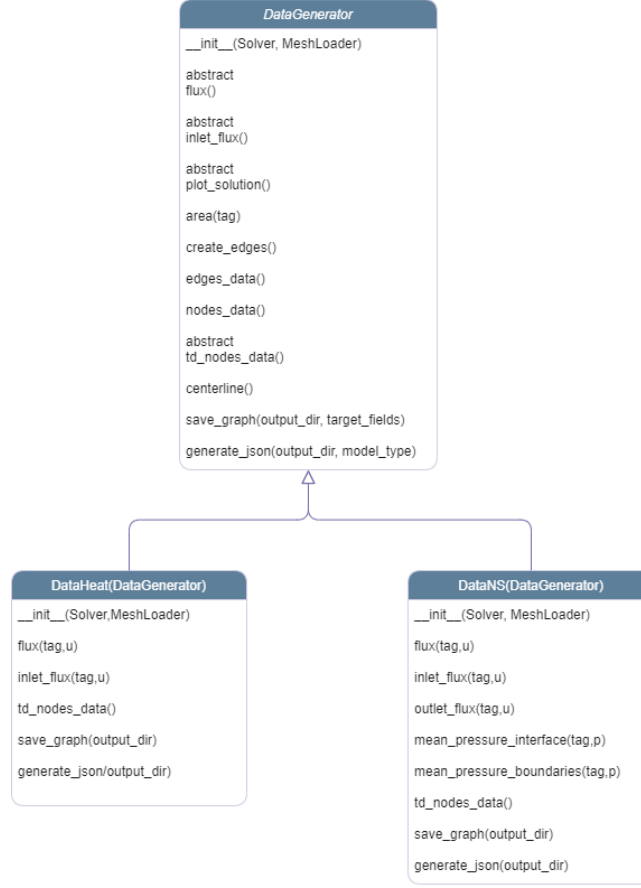 DataGenerator
__init__(Solver, MeshLoader)
abstract
flux()
abstract
inlet_flux()
abstract
plot_solution()
area(tag)
create_edges()
edges_data()
nodes_data()
abstract
td_nodes_data()
centerline()
save_graph(output_dir, target_fields)
generate_json(output_dir, model_type)
DataHeat(DataGenerator)
__init__(Solver,MeshLoader)
flux(tag,u)
inlet_flux(tag,u)
td_nodes_data()
save_graph(output_dir)
generate_json/output_dir)
DataNS(DataGenerator)
__init__(Solver, MeshLoader)
flux(tag,u)
inlet_flux(tag,u)
outlet_flux(tag,u)
mean_pressure_interface(tag,p)
mean_pressure_boundaries(tag,p)
td_nodes_data()
save_graph(output_dir)
generate_json(output_dir)